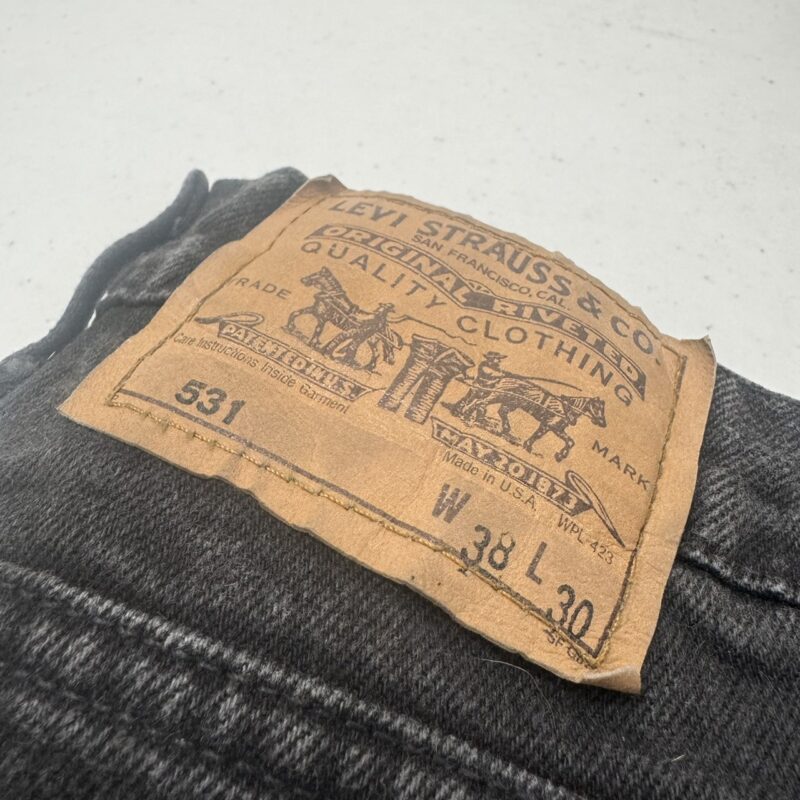 LEVI STRAUSS & CO.
SAN FRANCISCO, CAL.
ORIGINAL RIVETED
QUALITY CLOTHING
TRADE MARK
PATENTED IN U.S.
MAY 20 1873
Care Instructions Inside Garment
Made in U.S.A. WPL-423
531
W 38 L 30